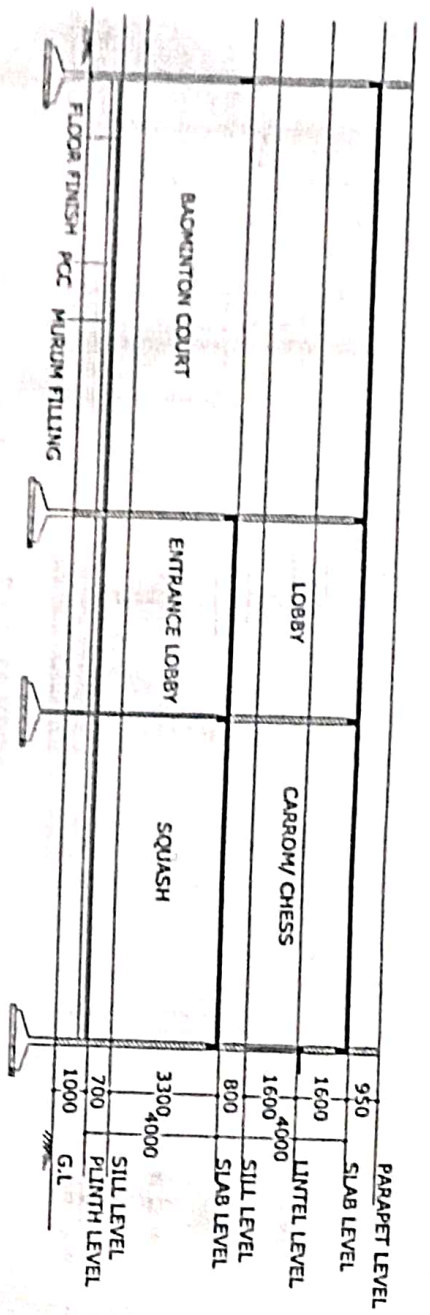 PARAPET LEVEL
950
SLAB LEVEL
1600
LINTEL LEVEL
4000
1600
SILL LEVEL
800
SLAB LEVEL
3300
4000
SILL LEVEL
700
PLINTH LEVEL
1000
G.L
LOBBY
CARROM/ CHESS
BADMINTON COURT
ENTRANCE LOBBY
SQUASH
FLOOR FINISH PCC MURUM FILLING